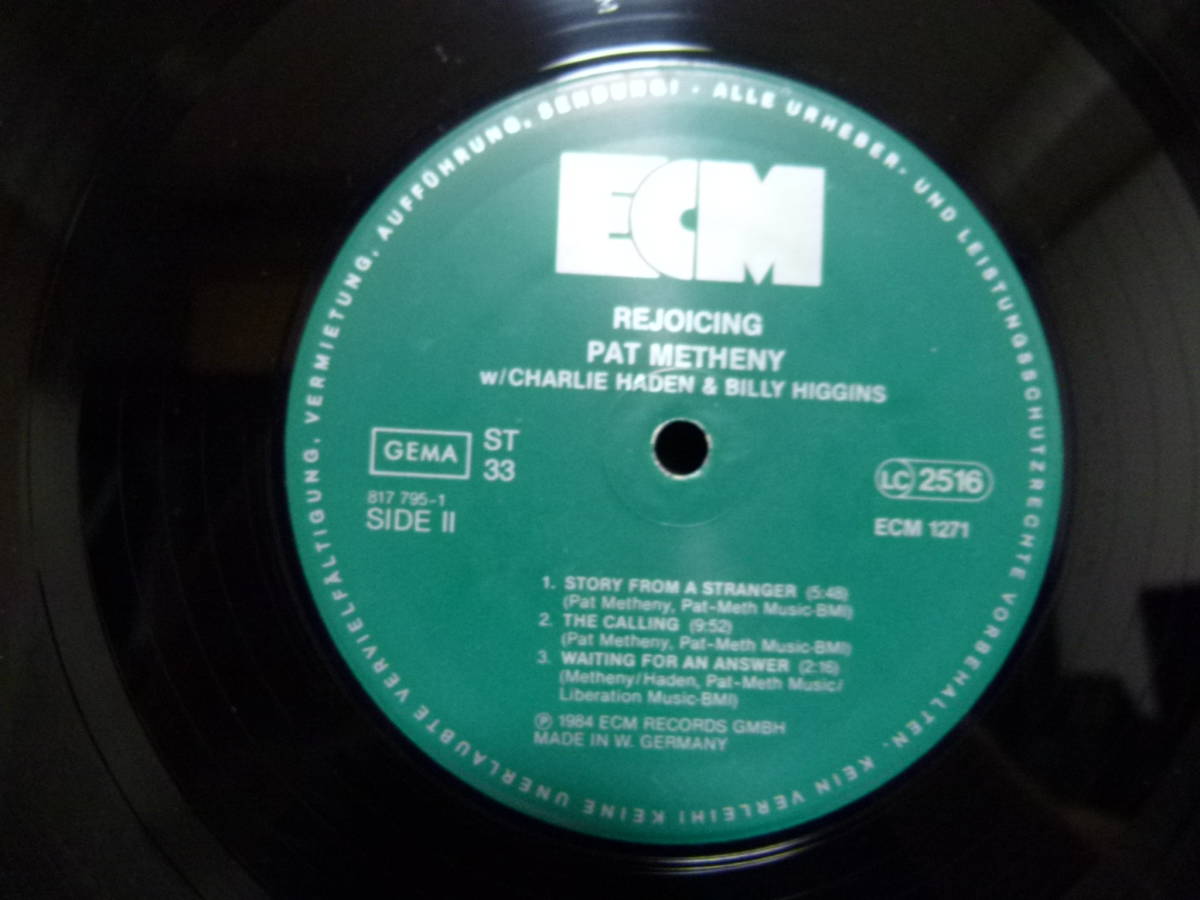 ALLE URHEBER- UND LEISTUNGSSCHUTZRECHTE VORBEHALTEN. KEIN VERLEIH! KEINE UNERLAUBTE VERVIELFÄLTIGUNG, VERMIETUNG, AUFFÜHRUNG, SENDUNG! •
ECM
REJOICING
PAT METHENY
w/CHARLIE HADEN & BILLY HIGGINS
GEMA
ST
33
817 795-1
SIDE II
LC 2516
ECM 1271
1. STORY FROM A STRANGER (5:48)
(Pat Metheny, Pat-Meth Music-BMI)
2. THE CALLING (9:52)
(Pat Metheny, Pat-Meth Music-BMI)
3. WAITING FOR AN ANSWER (2:16)
(Metheny/Haden, Pat-Meth Music/
Liberation Music-BMI)
Ⓟ 1984 ECM RECORDS GMBH
MADE IN W. GERMANY